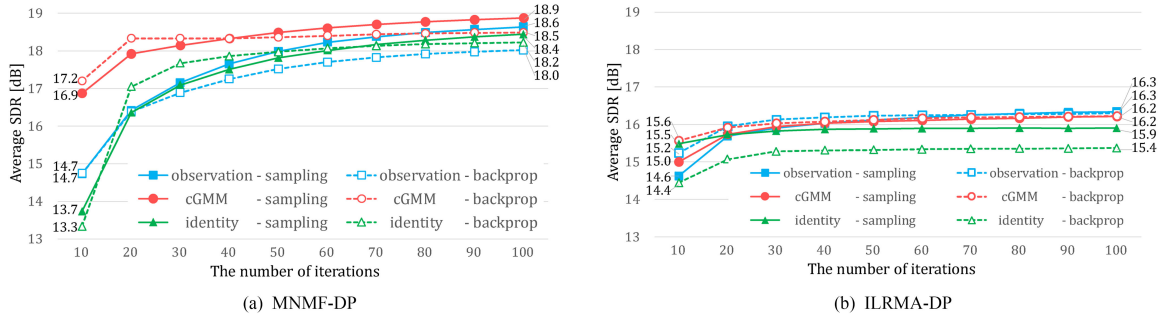 Average SDR [dB]
19
18
17
16
15
14
13
17.2
16.9
14.7
14.7
13.7
13.3
18.9
18.6
18.5
18.4
18.2
18.0
observation - sampling
observation - backprop
cGMM - sampling
cGMM - backprop
identity - sampling
identity - backprop
10 20 30 40 50 60 70 80 90 100
The number of iterations
(a) MNMF-DP
Average SDR [dB]
19
18
17
16
15
14
13
15.6
15.5
15.2
15.0
14.6
14.4
16.3
16.3
16.2
16.2
15.9
15.4
observation - sampling
observation - backprop
cGMM - sampling
cGMM - backprop
identity - sampling
identity - backprop
10 20 30 40 50 60 70 80 90 100
The number of iterations
(b) ILRMA-DP